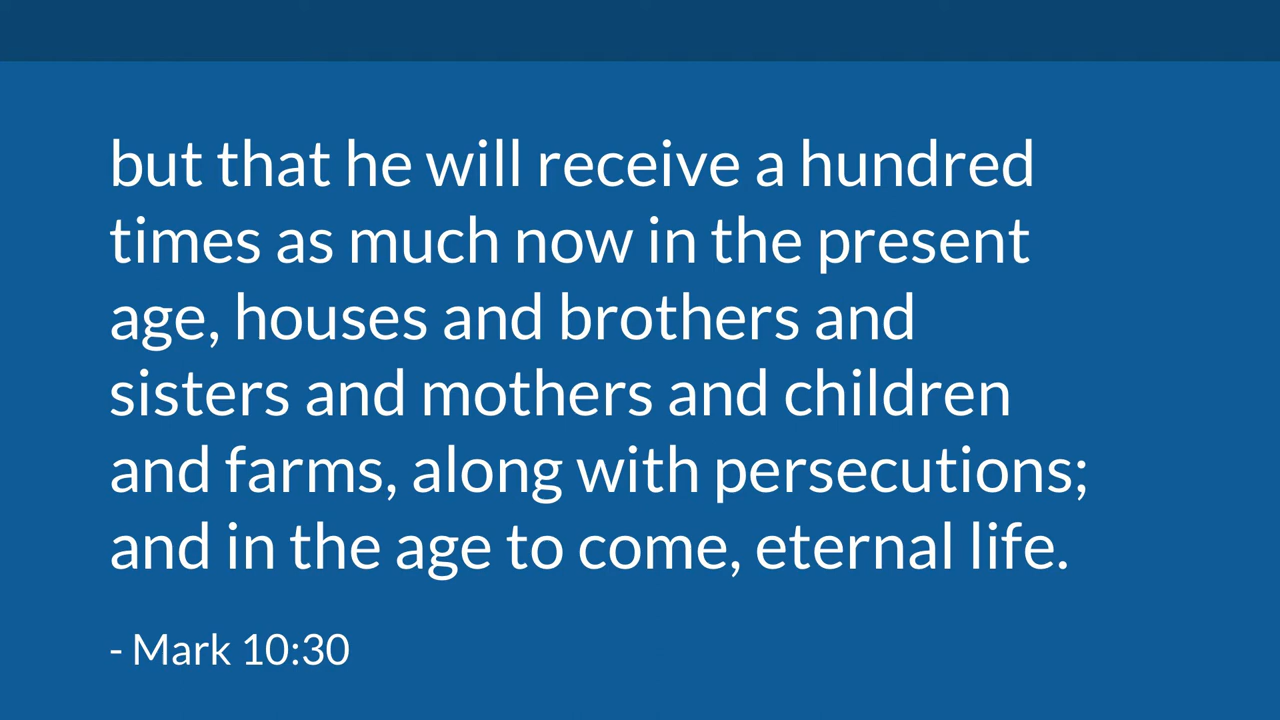 but that he will receive a hundred
times as much now in the present
age, houses and brothers and
sisters and mothers and children
and farms, along with persecutions;
and in the age to come, eternal life.
- Mark 10:30